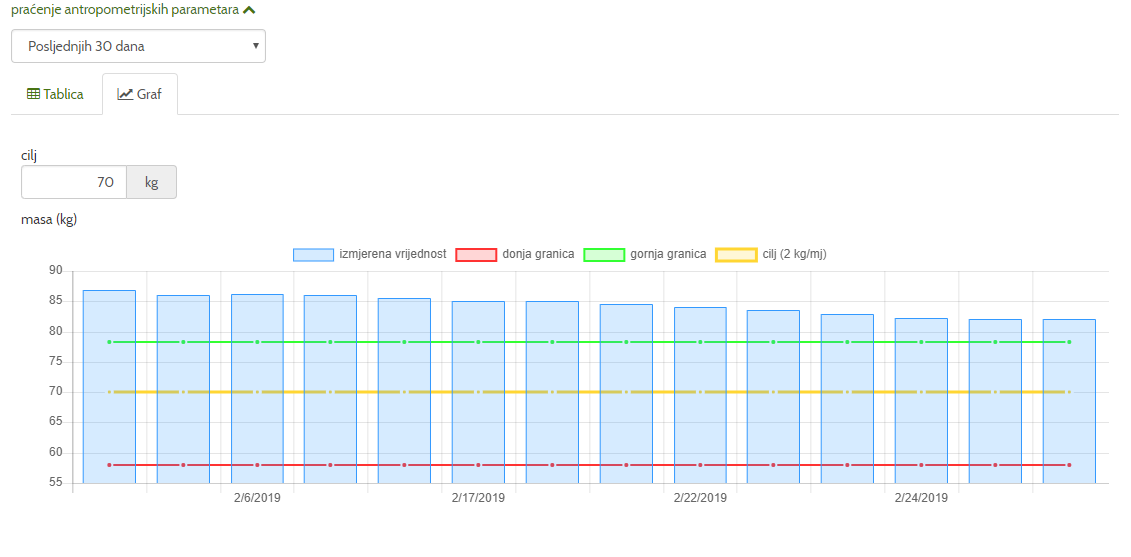 praćenje antropometrijskih parametara
Posljednjih 30 dana
Tablica Graf
cilj
70 kg
masa (kg)
izmjerena vrijednost donja granica gornja granica cilj (2 kg/mj)
90
85
80
75
70
65
60
55
2/6/2019 2/17/2019 2/22/2019 2/24/2019